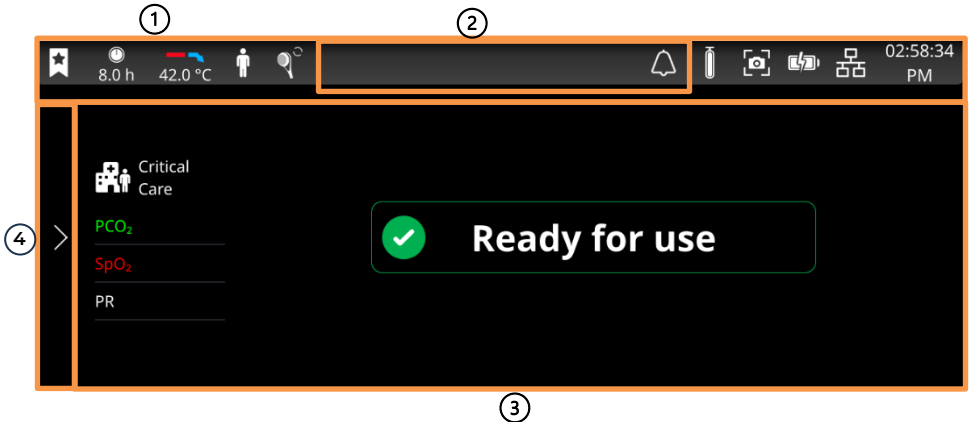 1
2
8.0 h
42.0 °C
02:58:34
PM
Critical
Care
PCO₂
SpO₂
PR
Ready for use
4
3